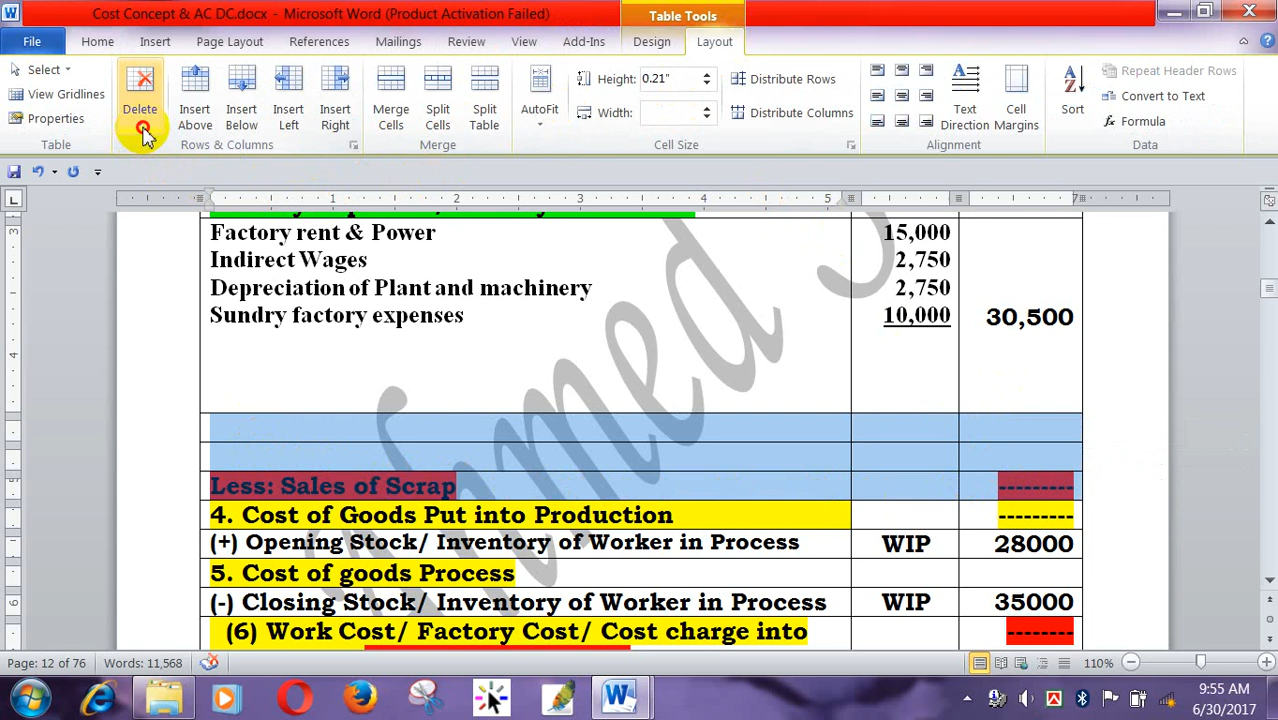 Cost Concept & AC DC.docx - Microsoft Word (Product Activation Failed)
Table Tools
File
Home
Insert
Page Layout
References
Mailings
Review
View
Add-Ins
Design
Layout
Select
View Gridlines
Properties
Table
Delete
Insert Above
Insert Below
Insert Left
Insert Right
Rows & Columns
Merge Cells
Split Cells
Split Table
Merge
AutoFit
Height: 0.21"
Width:
Distribute Rows
Distribute Columns
Cell Size
Text Direction
Cell Margins
Alignment
Sort
Repeat Header Rows
Convert to Text
Formula
Data
1 2 3 4 5 7
Factory rent & Power 15,000
Indirect Wages 2,750
Depreciation of Plant and machinery 2,750
Sundry factory expenses 10,000 30,500
Less: Sales of Scrap ---------
4. Cost of Goods Put into Production ---------
(+) Opening Stock/ Inventory of Worker in Process WIP 28000
5. Cost of goods Process
(-) Closing Stock/ Inventory of Worker in Process WIP 35000
(6) Work Cost/ Factory Cost/ Cost charge into --------
Page: 12 of 76
Words: 11,568
110%
9:55 AM
6/30/2017